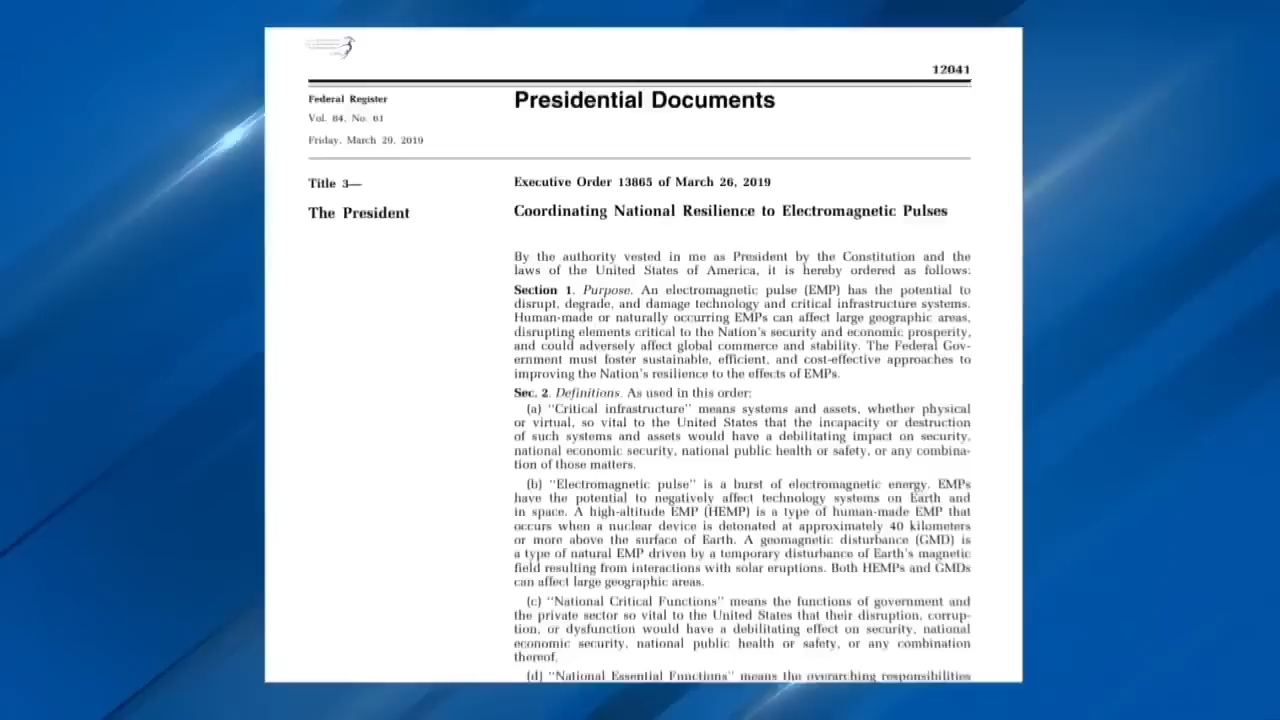 12041
Federal Register
Vol. 84, No. 61
Friday, March 29, 2019
Presidential Documents
Title 3—
The President
Executive Order 13865 of March 26, 2019
Coordinating National Resilience to Electromagnetic Pulses
By the authority vested in me as President by the Constitution and the
laws of the United States of America, it is hereby ordered as follows:
Section 1. Purpose. An electromagnetic pulse (EMP) has the potential to
disrupt, degrade, and damage technology and critical infrastructure systems.
Human-made or naturally occurring EMPs can affect large geographic areas,
disrupting elements critical to the Nation's security and economic prosperity,
and could adversely affect global commerce and stability. The Federal Gov-
ernment must foster sustainable, efficient, and cost-effective approaches to
improving the Nation's resilience to the effects of EMPs.
Sec. 2. Definitions. As used in this order:
(a) ‘‘Critical infrastructure’’ means systems and assets, whether physical
or virtual, so vital to the United States that the incapacity or destruction
of such systems and assets would have a debilitating impact on security,
national economic security, national public health or safety, or any combina-
tion of those matters.
(b) ‘‘Electromagnetic pulse’’ is a burst of electromagnetic energy. EMPs
have the potential to negatively affect technology systems on Earth and
in space. A high-altitude EMP (HEMP) is a type of human-made EMP that
occurs when a nuclear device is detonated at approximately 40 kilometers
or more above the surface of Earth. A geomagnetic disturbance (GMD) is
a type of natural EMP driven by a temporary disturbance of Earth's magnetic
field resulting from interactions with solar eruptions. Both HEMPs and GMDs
can affect large geographic areas.
(c) ‘‘National Critical Functions’’ means the functions of government and
the private sector so vital to the United States that their disruption, corrup-
tion, or dysfunction would have a debilitating effect on security, national
economic security, national public health or safety, or any combination
thereof.
(d) ‘‘National Essential Functions’’ means the overarching responsibilities